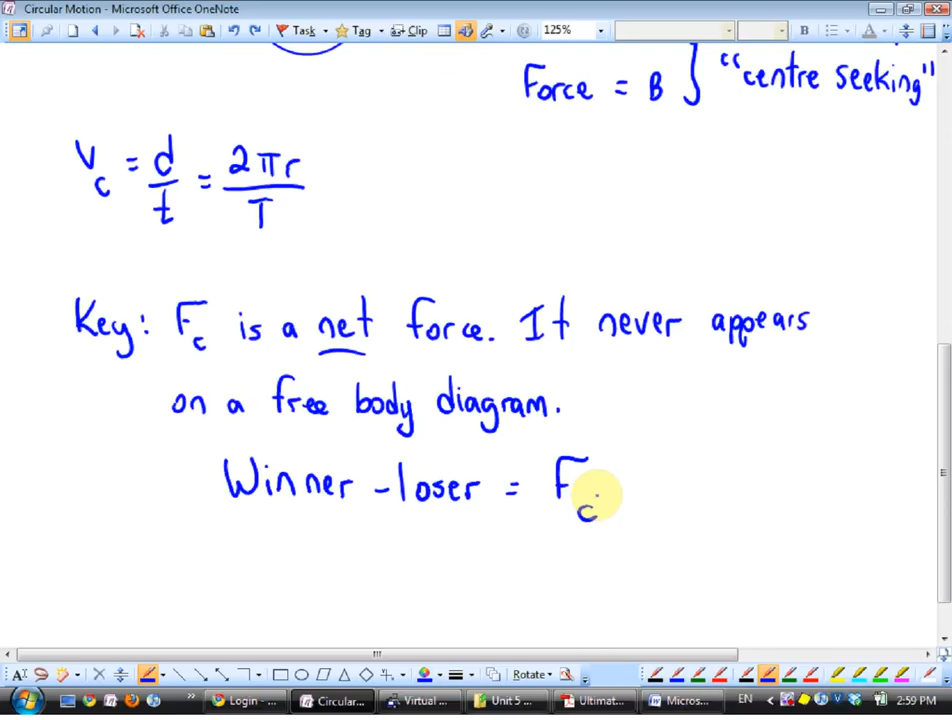 Circular Motion - Microsoft Office OneNote
Task Tag Clip 125% B
"centre seeking"
Force = B
V_c = d/t = 2πr/T
Key: F_c is a net force. It never appears
on a free body diagram.
Winner - loser = F_c
Rotate
Login - ... Circular... Virtual ... Unit 5 ... Ultimat... Micros... EN 2:59 PM